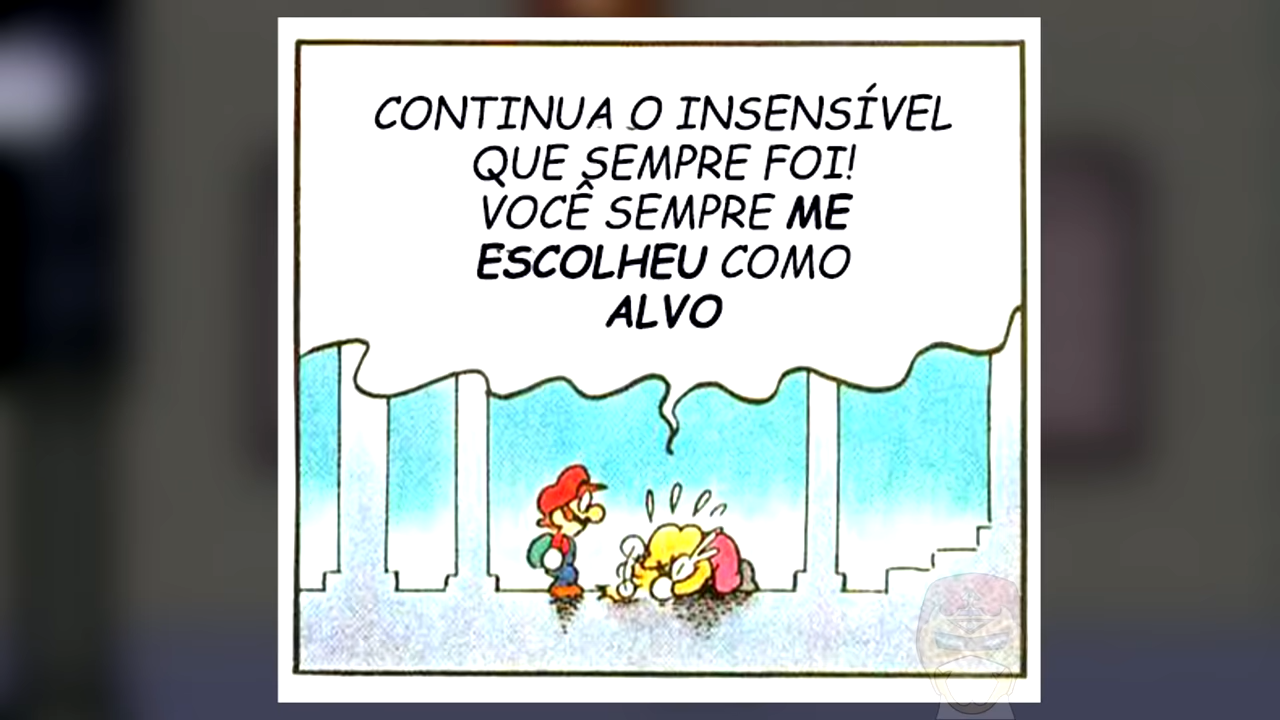 CONTINUA O INSENSÍVEL
QUE SEMPRE FOI!
VOCÊ SEMPRE ME
ESCOLHEU COMO
ALVO